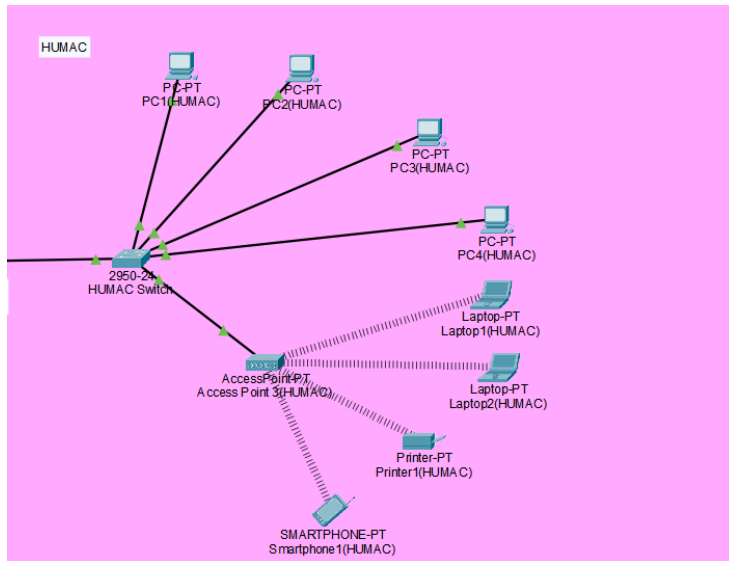 HUMAC
PC-PT
PC1(HUMAC)
PC-PT
PC2(HUMAC)
PC-PT
PC3(HUMAC)
PC-PT
PC4(HUMAC)
2950-24
HUMAC Switch
Laptop-PT
Laptop1(HUMAC)
AccessPoint-PT
Access Point 3(HUMAC)
Laptop-PT
Laptop2(HUMAC)
Printer-PT
Printer1(HUMAC)
SMARTPHONE-PT
Smartphone1(HUMAC)